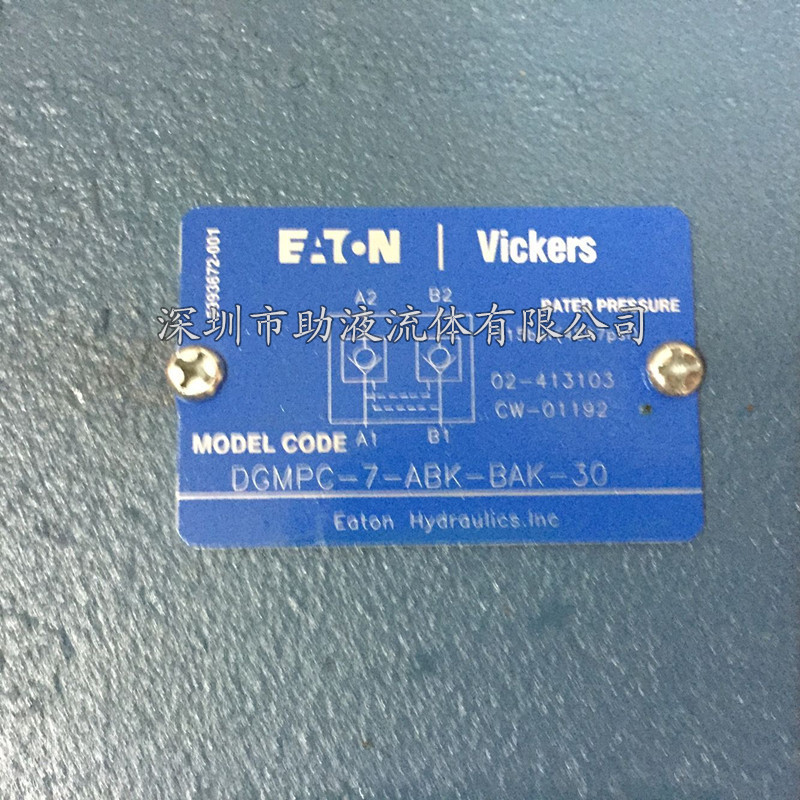 EATON | Vickers
A2 B2
RATED PRESSURE
深圳市助液流体有限公司
02-413103
CW-01192
A1 B1
MODEL CODE
DGMPC-7-ABK-BAK-30
Eaton Hydraulics.Inc